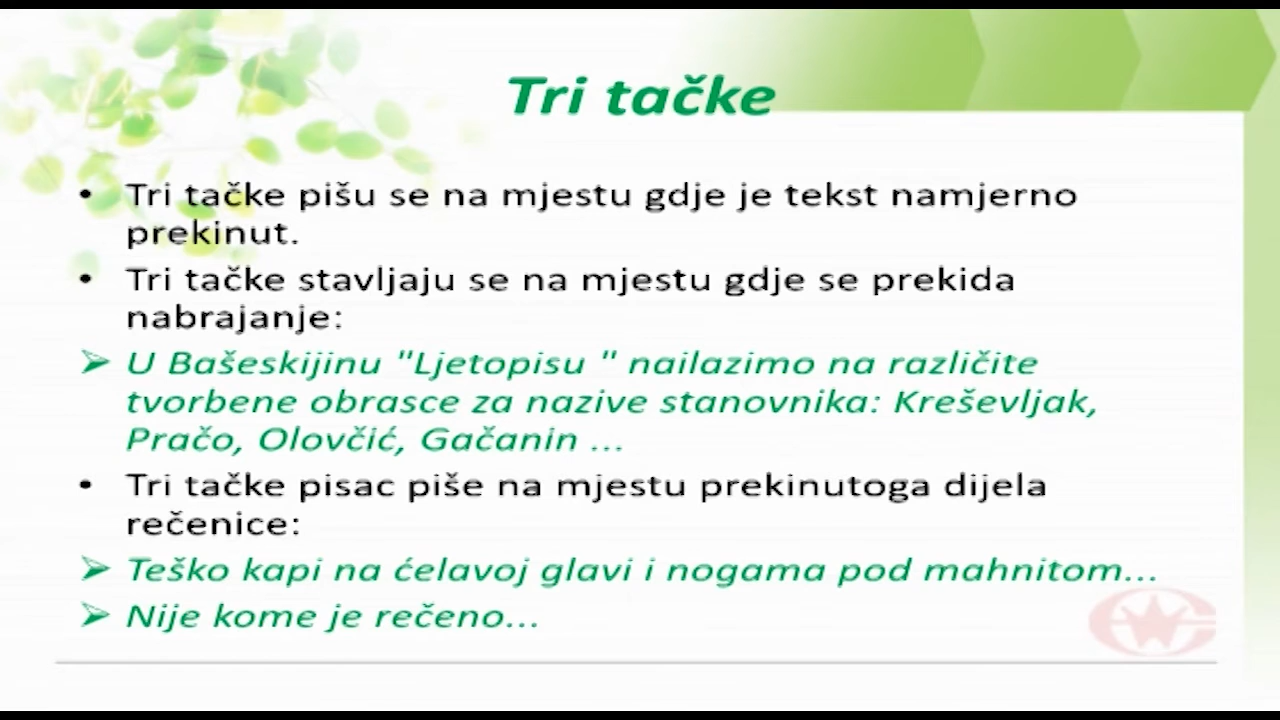 Tri tačke
• Tri tačke pišu se na mjestu gdje je tekst namjerno
prekinut.
• Tri tačke stavljaju se na mjestu gdje se prekida
nabrajanje:
➢ U Bašeskijinu "Ljetopisu " nailazimo na različite
tvorbene obrasce za nazive stanovnika: Kreševljak,
Pračo, Olovčić, Gačanin ...
• Tri tačke pisac piše na mjestu prekinutoga dijela
rečenice:
➢ Teško kapi na ćelavoj glavi i nogama pod mahnitom...
➢ Nije kome je rečeno...